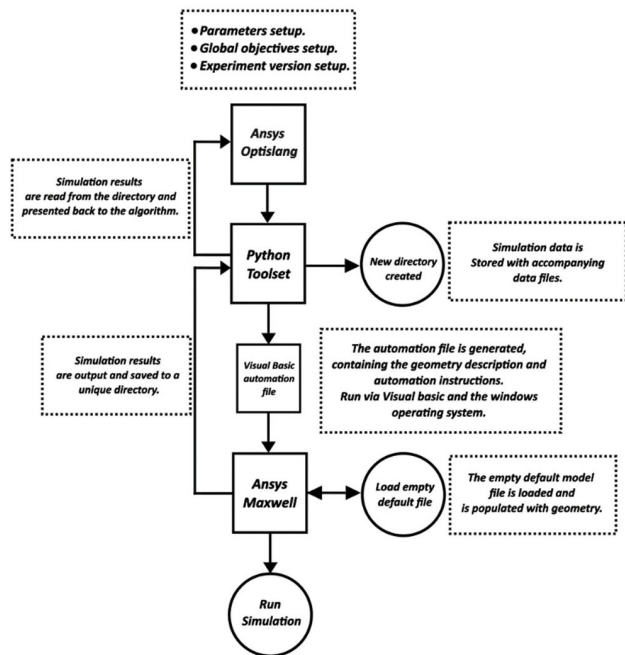 ● Parameters setup.
● Global objectives setup.
● Experiment version setup.
Ansys
Optislang
Simulation results
are read from the directory and
presented back to the algorithm.
Python
Toolset
New directory
created
Simulation data is
Stored with accompanying
data files.
Simulation results
are output and saved to a
unique directory.
Visual Basic
automation
file
The automation file is generated,
containing the geometry description and
automation instructions.
Run via Visual basic and the windows
operating system.
Ansys
Maxwell
Load empty
default file
The empty default model
file is loaded and
is populated with geometry.
Run
Simulation